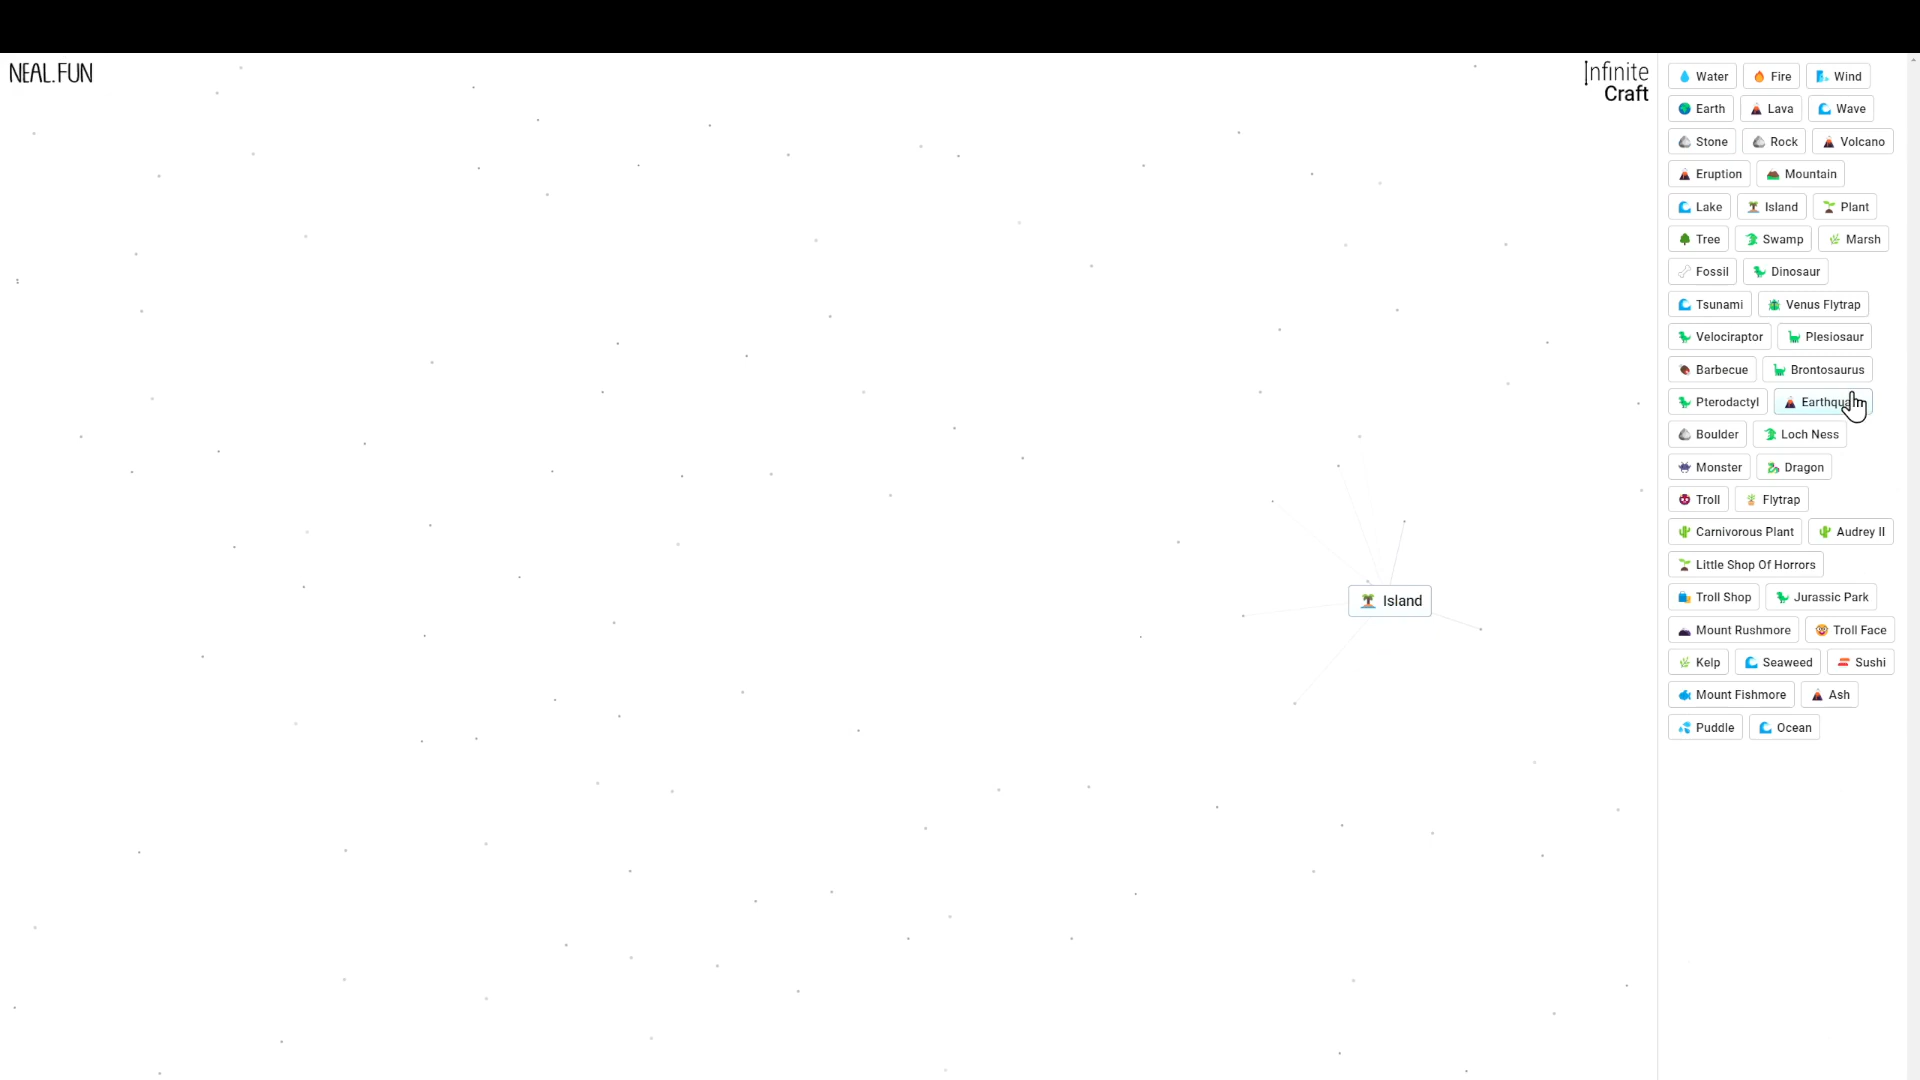 NEAL.FUN
Infinite
Craft
Island
Water Fire Wind
Earth Lava Wave
Stone Rock Volcano
Eruption Mountain
Lake Island Plant
Tree Swamp Marsh
Fossil Dinosaur
Tsunami Venus Flytrap
Velociraptor Plesiosaur
Barbecue Brontosaurus
Pterodactyl
Boulder Loch Ness
Monster Dragon
Troll Flytrap
Carnivorous Plant Audrey II
Little Shop Of Horrors
Troll Shop Jurassic Park
Mount Rushmore Troll Face
Kelp Seaweed Sushi
Mount Fishmore Ash
Puddle Ocean